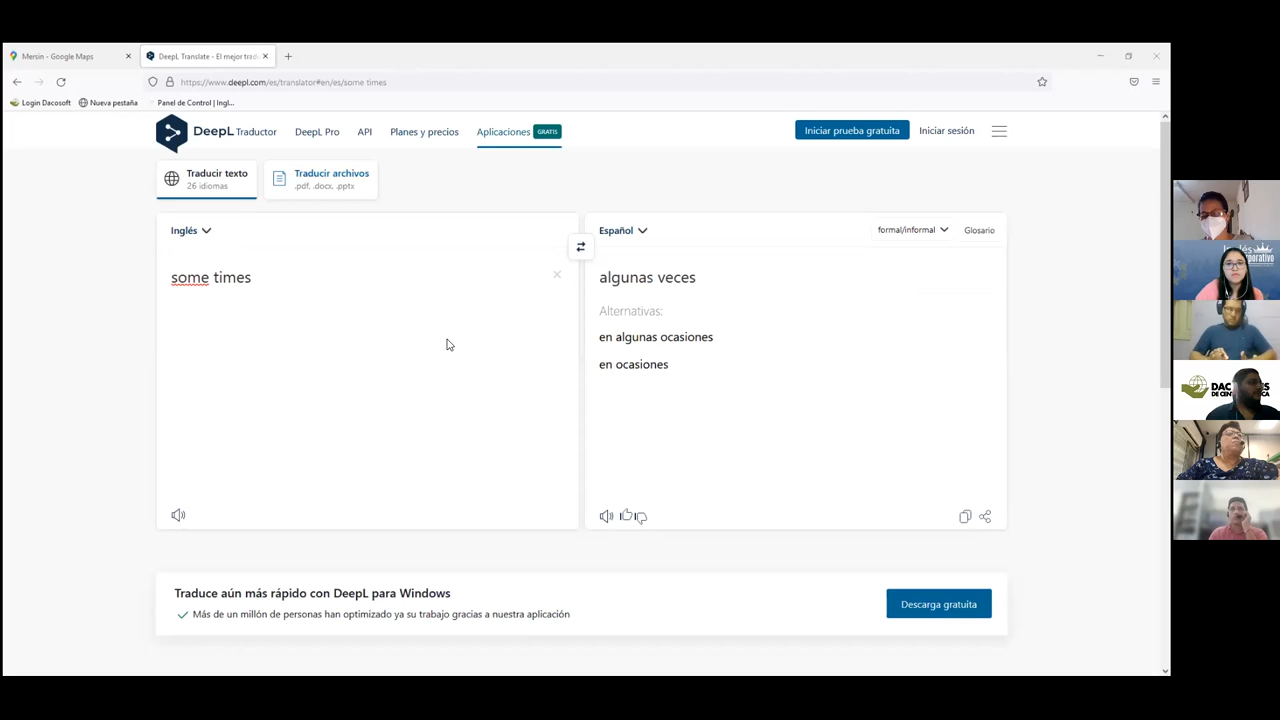 Mersin - Google Maps
DeepL Translate - El mejor trad
https://www.deepl.com/es/translator#en/es/some times
Login Dacosoft
Nueva pestaña
Panel de Control | Ingl...
DeepL Traductor
DeepL Pro
API
Planes y precios
Aplicaciones GRATIS
Iniciar prueba gratuita
Iniciar sesión
Traducir texto
26 idiomas
Traducir archivos
.pdf, .docx, .pptx
Inglés
Español
formal/informal
Glosario
some times
algunas veces
Alternativas:
en algunas ocasiones
en ocasiones
Traduce aún más rápido con DeepL para Windows
Más de un millón de personas han optimizado ya su trabajo gracias a nuestra aplicación
Descarga gratuita